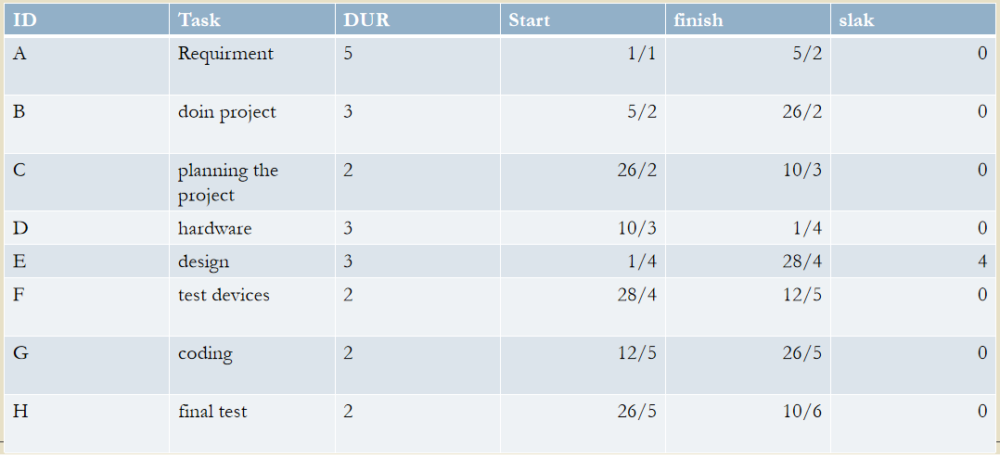 ID Task DUR Start finish slak
A Requirment 5 1/1 5/2 0
B doin project 3 5/2 26/2 0
C planning the 2 26/2 10/3 0
project
D hardware 3 10/3 1/4 0
E design 3 1/4 28/4 4
F test devices 2 28/4 12/5 0
G coding 2 12/5 26/5 0
H final test 2 26/5 10/6 0